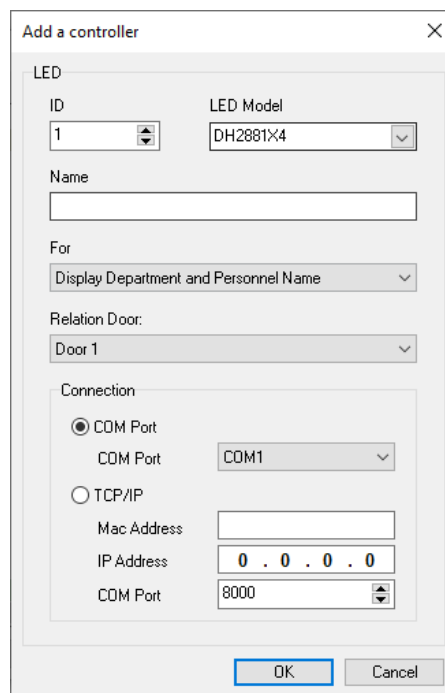 Add a controller
LED
ID LED Model
1 DH2881X4
Name
For
Display Department and Personnel Name
Relation Door:
Door 1
Connection
COM Port
COM Port COM1
TCP/IP
Mac Address
IP Address 0 . 0 . 0 . 0
COM Port 8000
OK Cancel